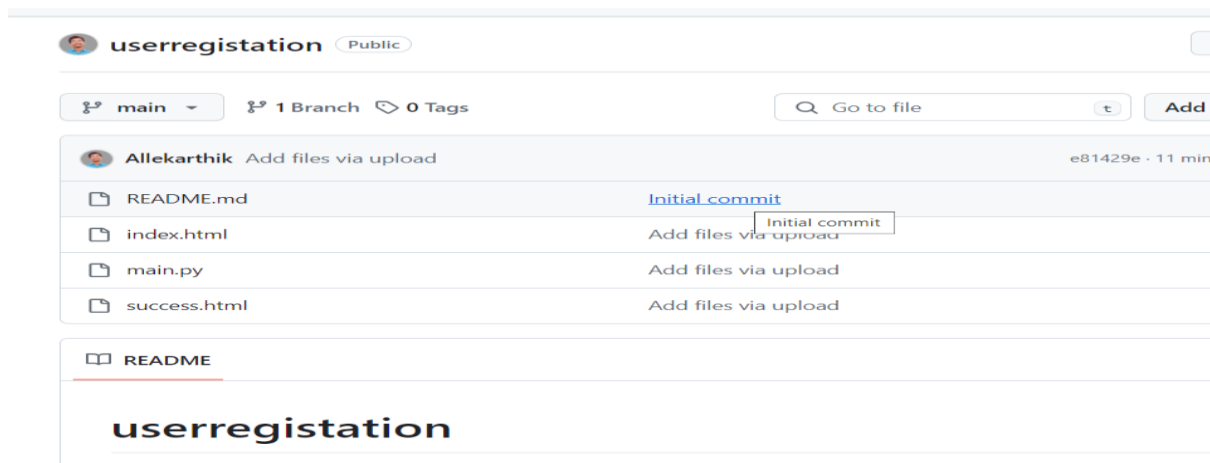 userregistation Public
main 1 Branch 0 Tags Go to file t Add
Allekarthik Add files via upload e81429e · 11 min
README.md Initial commit
Initial commit
index.html Add files via upload
main.py Add files via upload
success.html Add files via upload
README
userregistation